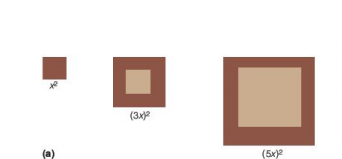 x²
(3x)²
(a)
(5x)²